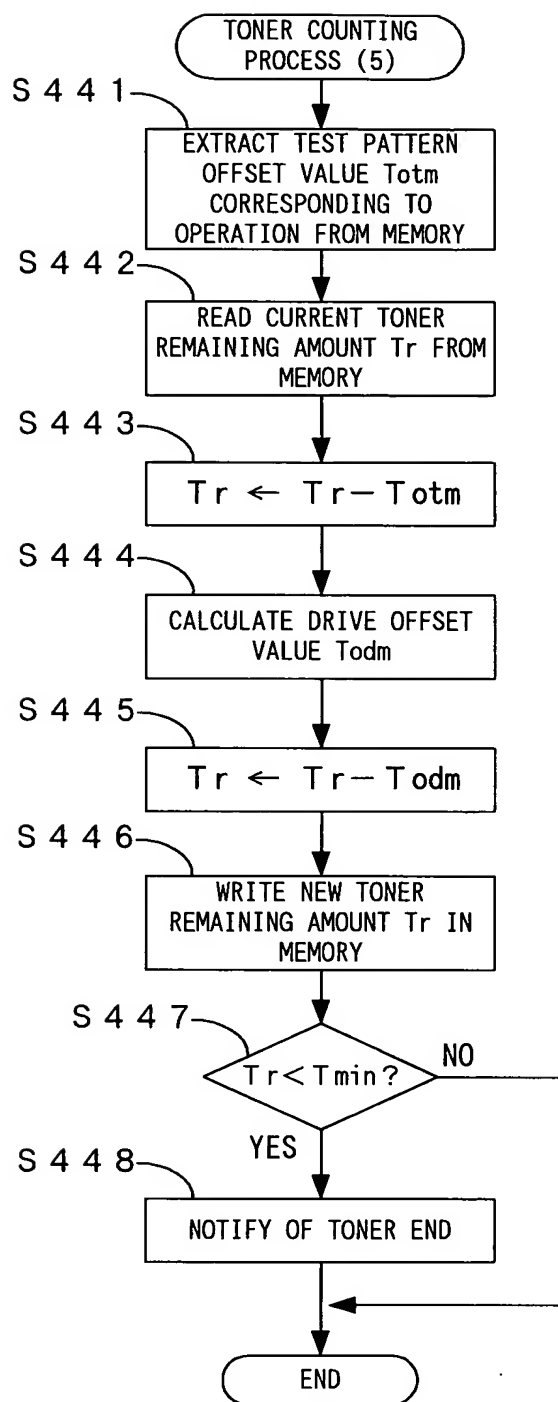 TONER COUNTING
PROCESS (5)
S441
EXTRACT TEST PATTERN
OFFSET VALUE Totm
CORRESPONDING TO
OPERATION FROM MEMORY
S442
READ CURRENT TONER
REMAINING AMOUNT Tr FROM
MEMORY
S443
Tr ← Tr－Totm
S444
CALCULATE DRIVE OFFSET
VALUE Todm
S445
Tr ← Tr－Todm
S446
WRITE NEW TONER
REMAINING AMOUNT Tr IN
MEMORY
S447
Tr<Tmin?
NO
YES
S448
NOTIFY OF TONER END
END